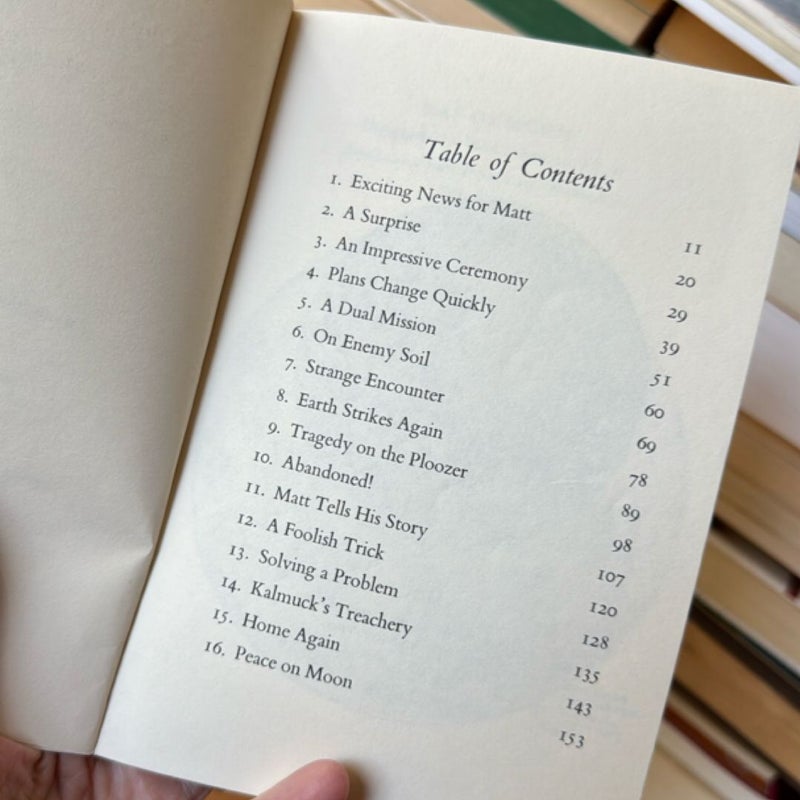 Table of Contents
1. Exciting News for Matt 11
2. A Surprise 20
3. An Impressive Ceremony 29
4. Plans Change Quickly 39
5. A Dual Mission 51
6. On Enemy Soil 60
7. Strange Encounter 69
8. Earth Strikes Again 78
9. Tragedy on the Ploozer 89
10. Abandoned! 98
11. Matt Tells His Story 107
12. A Foolish Trick 120
13. Solving a Problem 128
14. Kalmuck's Treachery 135
15. Home Again 143
16. Peace on Moon 153